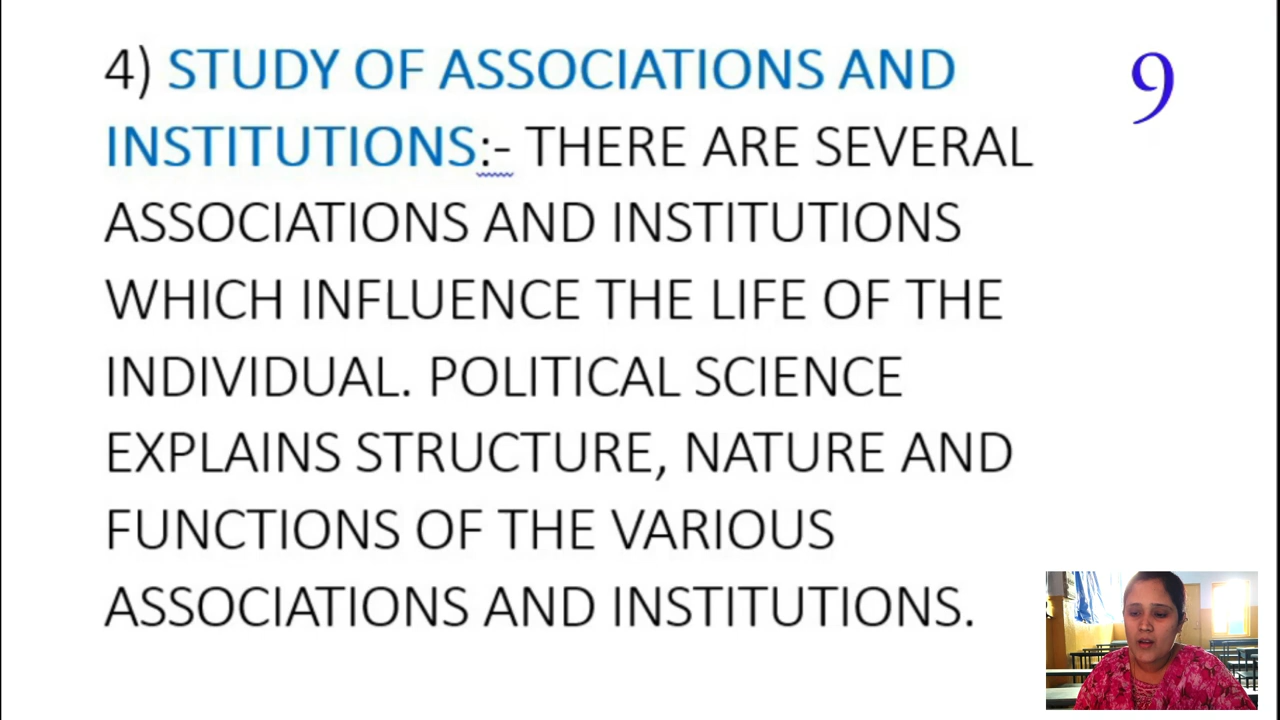 4) STUDY OF ASSOCIATIONS AND
INSTITUTIONS:- THERE ARE SEVERAL
ASSOCIATIONS AND INSTITUTIONS
WHICH INFLUENCE THE LIFE OF THE
INDIVIDUAL. POLITICAL SCIENCE
EXPLAINS STRUCTURE, NATURE AND
FUNCTIONS OF THE VARIOUS
ASSOCIATIONS AND INSTITUTIONS.
9